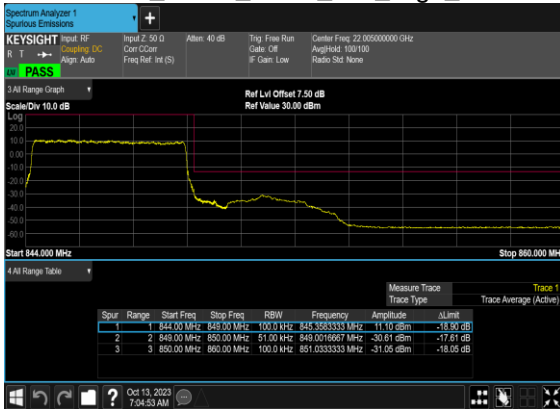 Spectrum Analyzer 1
Spurious Emissions
KEYSIGHT Input: RF Input Z: 50 Ω Atten: 40 dB Trig: Free Run Center Freq: 22.005000000 GHz
R T Coupling: DC Corr CCorr Gate: Off Avg|Hold: 100/100
Align: Auto Freq Ref: Int (S) IF Gain: Low Radio Std: None
PASS
3 All Range Graph
Ref Lvl Offset 7.50 dB
Scale/Div 10.0 dB Ref Value 30.00 dBm
Log
20.0
10.0
0.00
-10.0
-20.0
-30.0
-40.0
-50.0
-60.0
Start 844.000 MHz Stop 860.000 MH
4 All Range Table
Measure Trace Trace 1
Trace Type Trace Average (Active)
Spur Range Start Freq Stop Freq RBW Frequency Amplitude ΔLimit
1 1 844.00 MHz 849.00 MHz 100.0 kHz 845.3583333 MHz 11.10 dBm -18.90 dB
2 2 849.00 MHz 850.00 MHz 51.00 kHz 849.0016667 MHz -30.61 dBm -17.61 dB
3 3 850.00 MHz 860.00 MHz 100.0 kHz 851.0333333 MHz -31.05 dBm -18.05 dB
? Oct 13, 2023
7:04:53 AM